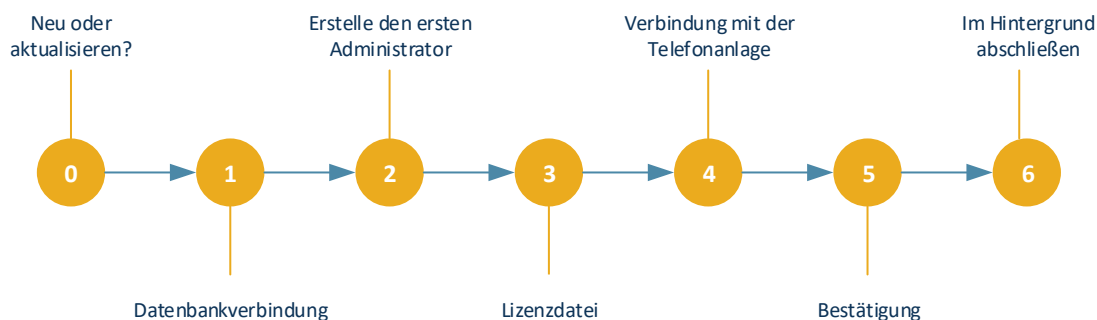 Neu oder
aktualisieren?
Erstelle den ersten
Administrator
Verbindung mit der
Telefonanlage
Im Hintergrund
abschließen
0
1
2
3
4
5
6
Datenbankverbindung
Lizenzdatei
Bestätigung